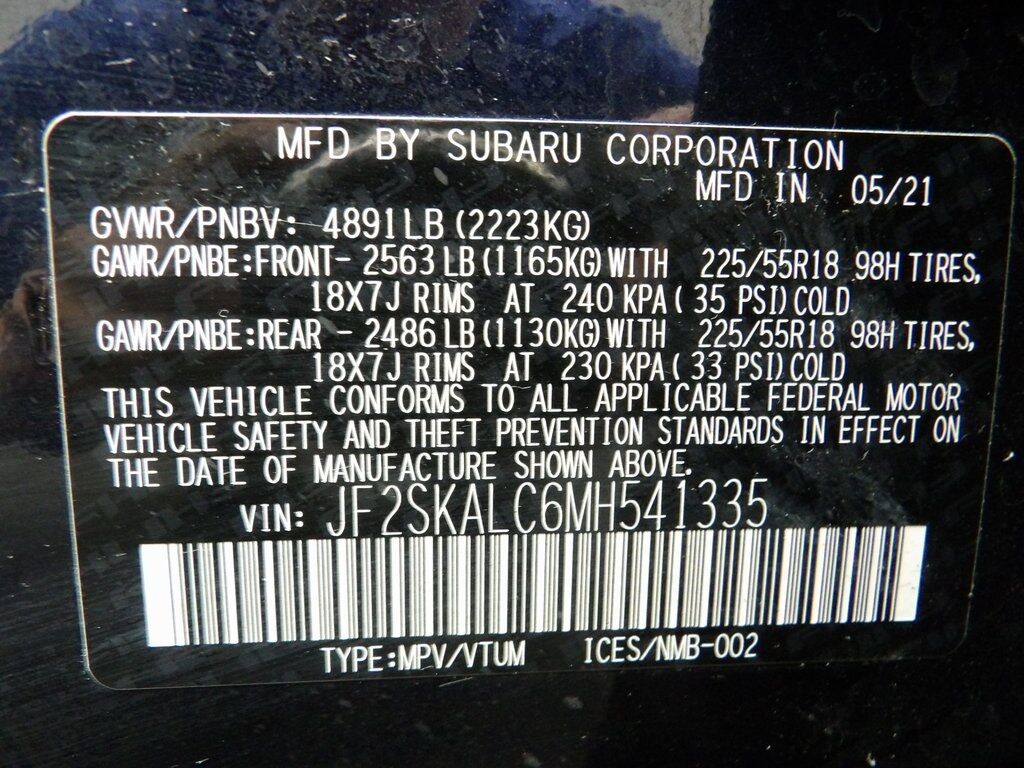 MFD BY SUBARU CORPORATION
MFD IN 05/21
GVWR/PNBV: 4891LB (2223KG)
GAWR/PNBE:FRONT- 2563 LB (1165KG) WITH 225/55R18 98H TIRES,
18X7J RIMS AT 240 KPA ( 35 PSI) COLD
GAWR/PNBE:REAR - 2486 LB (1130KG) WITH 225/55R18 98H TIRES,
18X7J RIMS AT 230 KPA ( 33 PSI) COLD
THIS VEHICLE CONFORMS TO ALL APPLICABLE FEDERAL MOTOR
VEHICLE SAFETY AND THEFT PREVENTION STANDARDS IN EFFECT ON
THE DATE OF MANUFACTURE SHOWN ABOVE.
VIN: JF2SKALC6MH541335
TYPE:MPV/VTUM ICES/NMB-002